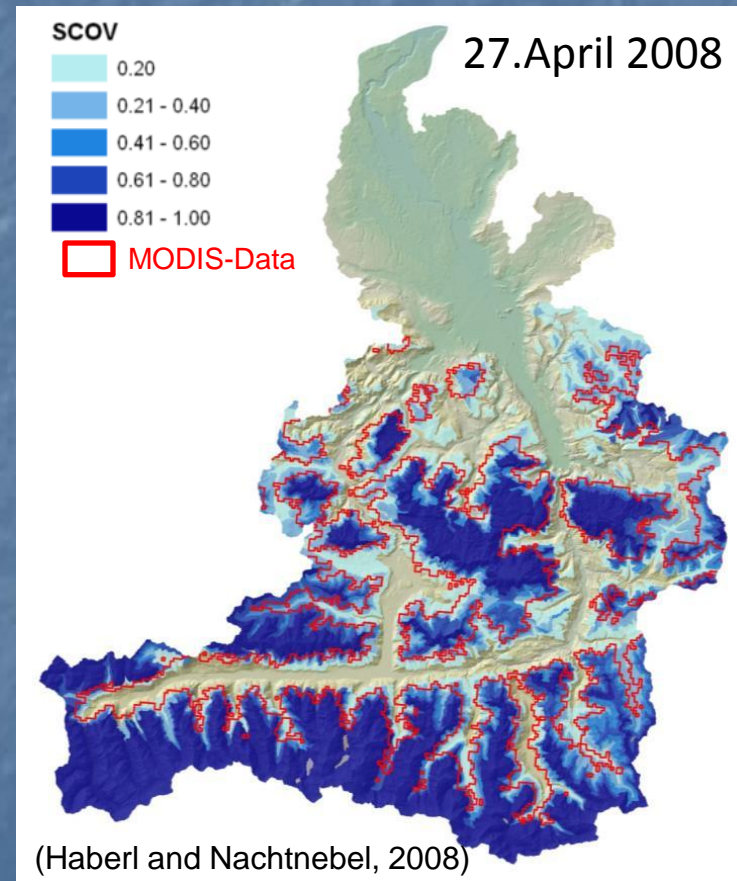 SCOV
27.April 2008
0.20
0.21 - 0.40
0.41 - 0.60
0.61 - 0.80
0.81 - 1.00
MODIS-Data
(Haberl and Nachtnebel, 2008)